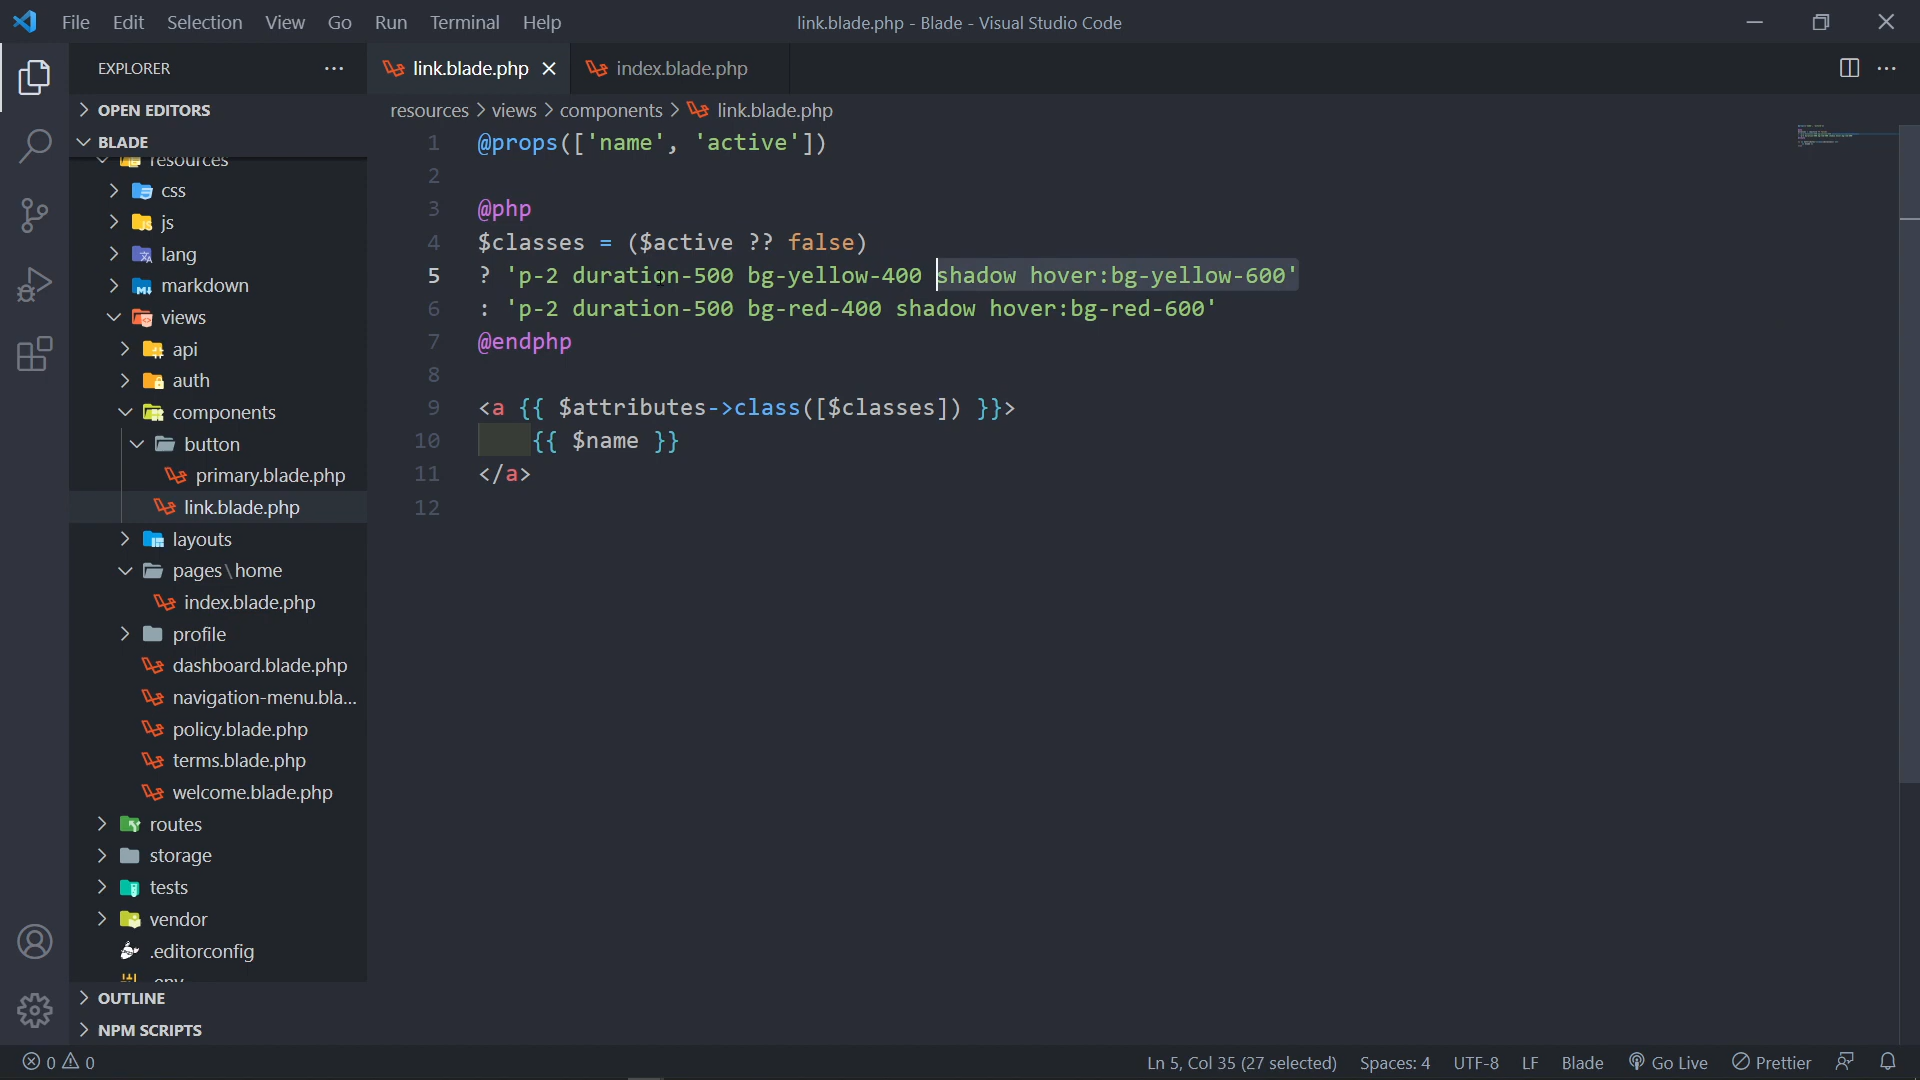 File Edit Selection View Go Run Terminal Help
link.blade.php - Blade - Visual Studio Code
EXPLORER
link.blade.php
index.blade.php
OPEN EDITORS
BLADE
resources
css
js
lang
markdown
views
api
auth
components
button
primary.blade.php
link.blade.php
layouts
pages\home
index.blade.php
profile
dashboard.blade.php
navigation-menu.bla...
policy.blade.php
terms.blade.php
welcome.blade.php
routes
storage
tests
vendor
.editorconfig
.env
OUTLINE
NPM SCRIPTS
resources > views > components > link.blade.php
1 @props(['name', 'active'])
2
3 @php
4 $classes = ($active ?? false)
5 ? 'p-2 duration-500 bg-yellow-400 shadow hover:bg-yellow-600'
6 : 'p-2 duration-500 bg-red-400 shadow hover:bg-red-600'
7 @endphp
8
9 <a {{ $attributes->class([$classes]) }}>
10 {{ $name }}
11 </a>
12
0 0
Ln 5, Col 35 (27 selected) Spaces: 4 UTF-8 LF Blade Go Live Prettier